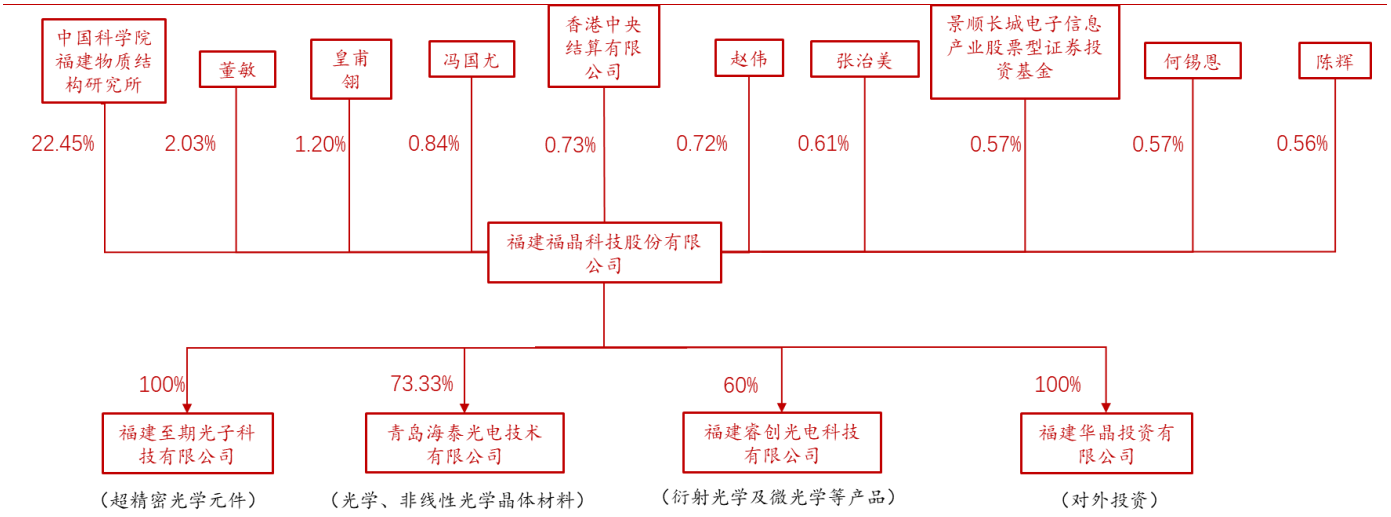 中国科学院
福建物质结
构研究所
董敏
皇甫
翎
冯国尤
香港中央
结算有限
公司
赵伟
张治美
景顺长城电子信息
产业股票型证券投
资基金
何锡恩
陈辉
22.45%
2.03%
1.20%
0.84%
0.73%
0.72%
0.61%
0.57%
0.57%
0.56%
福建福晶科技股份有限
公司
100%
73.33%
60%
100%
福建至期光子科
技有限公司
青岛海泰光电技术
有限公司
福建睿创光电科技
有限公司
福建华晶投资有
限公司
（超精密光学元件）
（光学、非线性光学晶体材料）
（衍射光学及微光学等产品）
（对外投资）